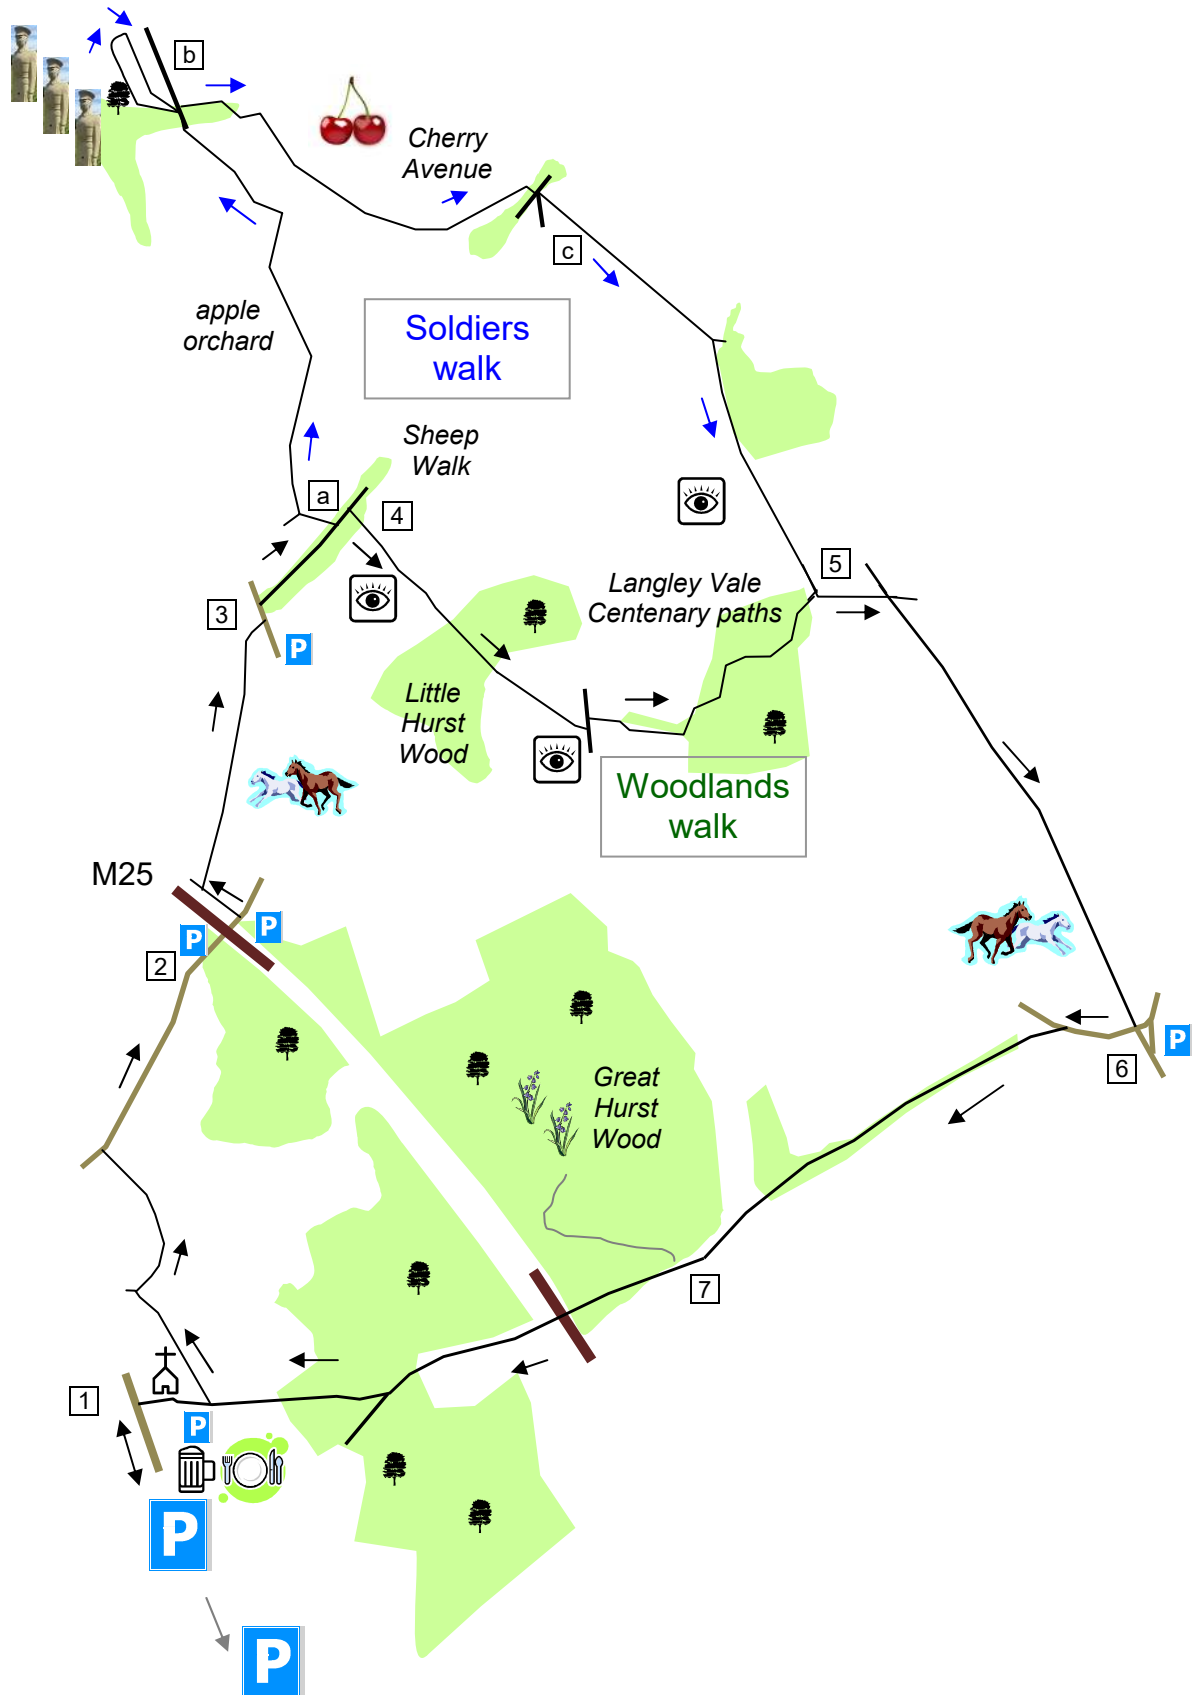 b
Cherry
Avenue
c
apple
orchard
Soldiers
walk
Sheep
Walk
a
4
5
3
P
Langley Vale
Centenary paths
Little
Hurst
Wood
Woodlands
walk
M25
P
P
2
P
6
Great
Hurst
Wood
7
1
P
P
P